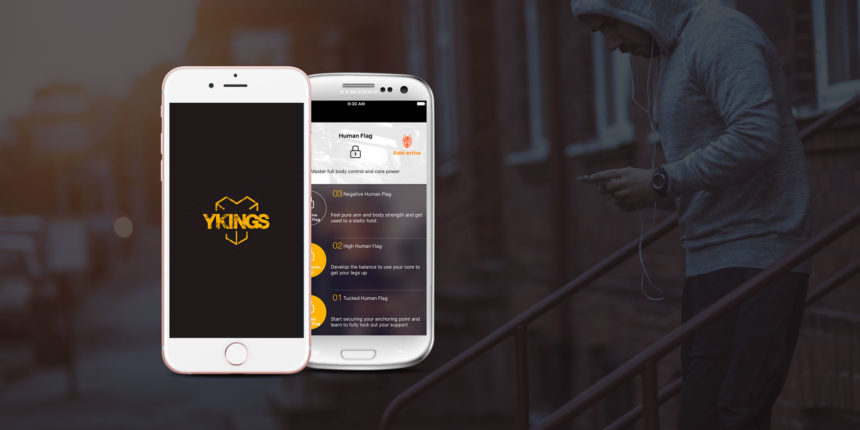 YKINGS
9:30 AM
Human Flag
Raid active
Master full body control and core power
03 Negative Human Flag
Feel pure arm and body strength and get
used to a static hold.
02 High Human Flag
Develop the balance to use your core to
get your legs up
01 Tucked Human Flag
Start securing your anchoring point and
learn to fully lock out your support